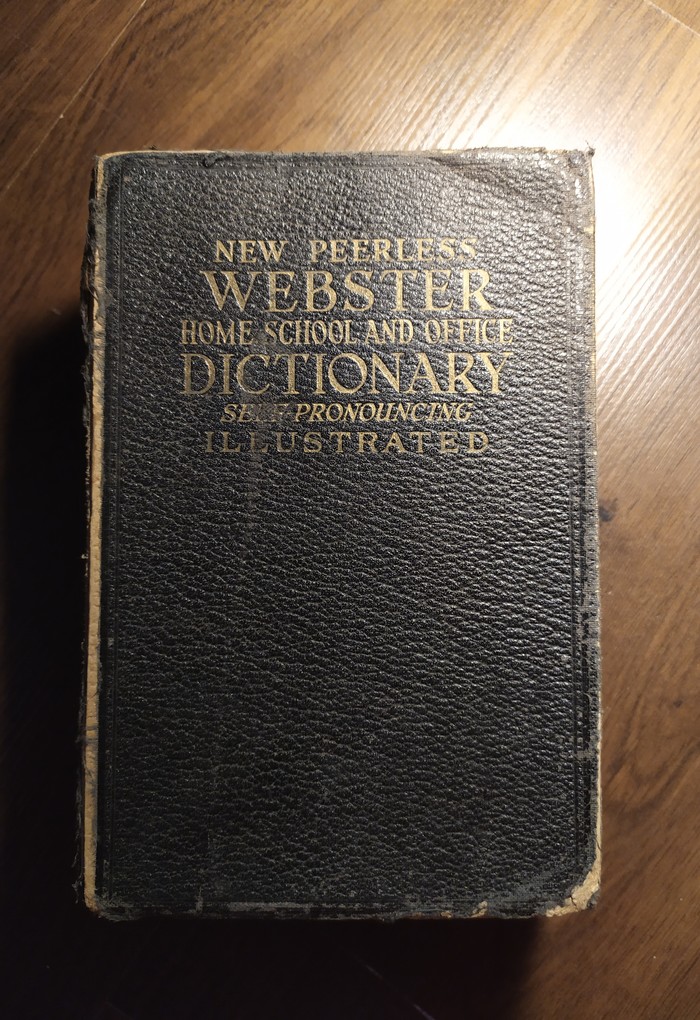 NEW PEERLESS
WEBSTER
HOME SCHOOL AND OFFICE
DICTIONARY
SELF PRONOUNCING
ILLUSTRATED